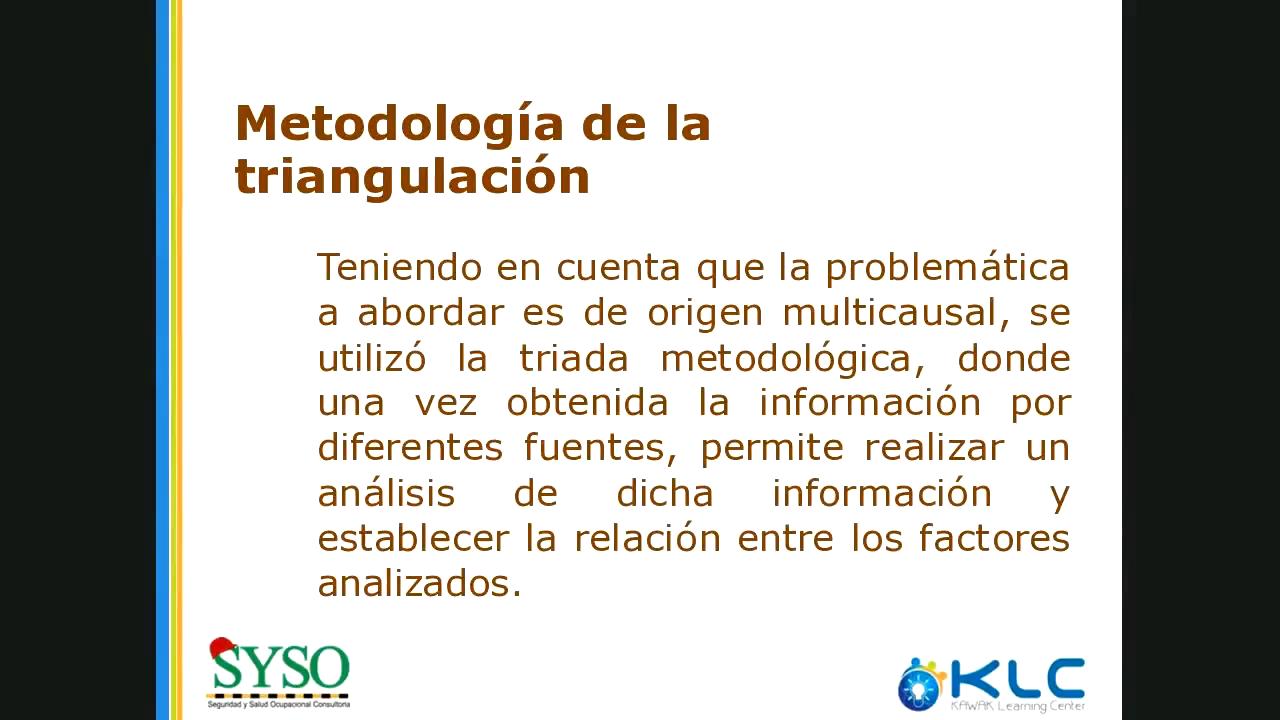 Metodología de la
triangulación
Teniendo en cuenta que la problemática
a abordar es de origen multicausal, se
utilizó la triada metodológica, donde
una vez obtenida la información por
diferentes fuentes, permite realizar un
análisis de dicha información y
establecer la relación entre los factores
analizados.
SYSO
Seguridad y Salud Ocupacional Consultoria
KLC
KAWAK Learning Center